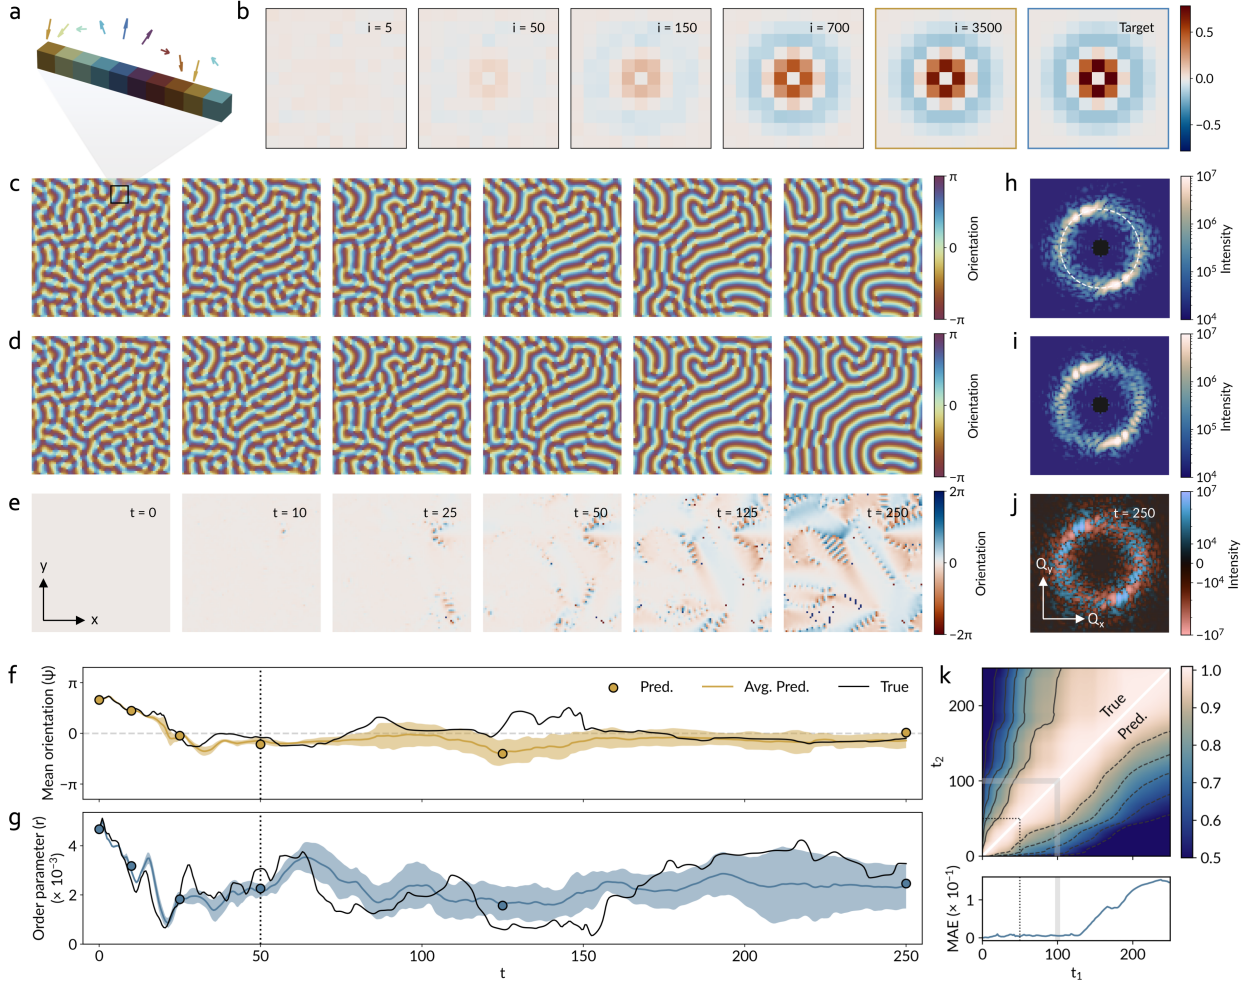 a
b
i = 5
i = 50
i = 150
i = 700
i = 3500
Target
0.5
0.0
−0.5
c
π
0
−π
Orientation
h
10⁷
10⁶
10⁵
10⁴
Intensity
d
π
0
−π
Orientation
i
10⁷
10⁶
10⁵
10⁴
Intensity
e
y
x
t = 0
t = 10
t = 25
t = 50
t = 125
t = 250
2π
π
0
−π
−2π
Orientation
j
t = 250
Qy
Qx
10⁷
10⁴
0
−10⁴
−10⁷
Intensity
f
Mean orientation (ψ)
π
0
−π
Pred.
Avg. Pred.
True
g
Order parameter (r)
(× 10⁻³)
4
2
0
0
50
100
150
200
250
t
k
t₂
200
100
0
True
Pred.
1.0
0.9
0.8
0.7
0.6
0.5
MAE (× 10⁻¹)
1
0
0
100
200
t₁